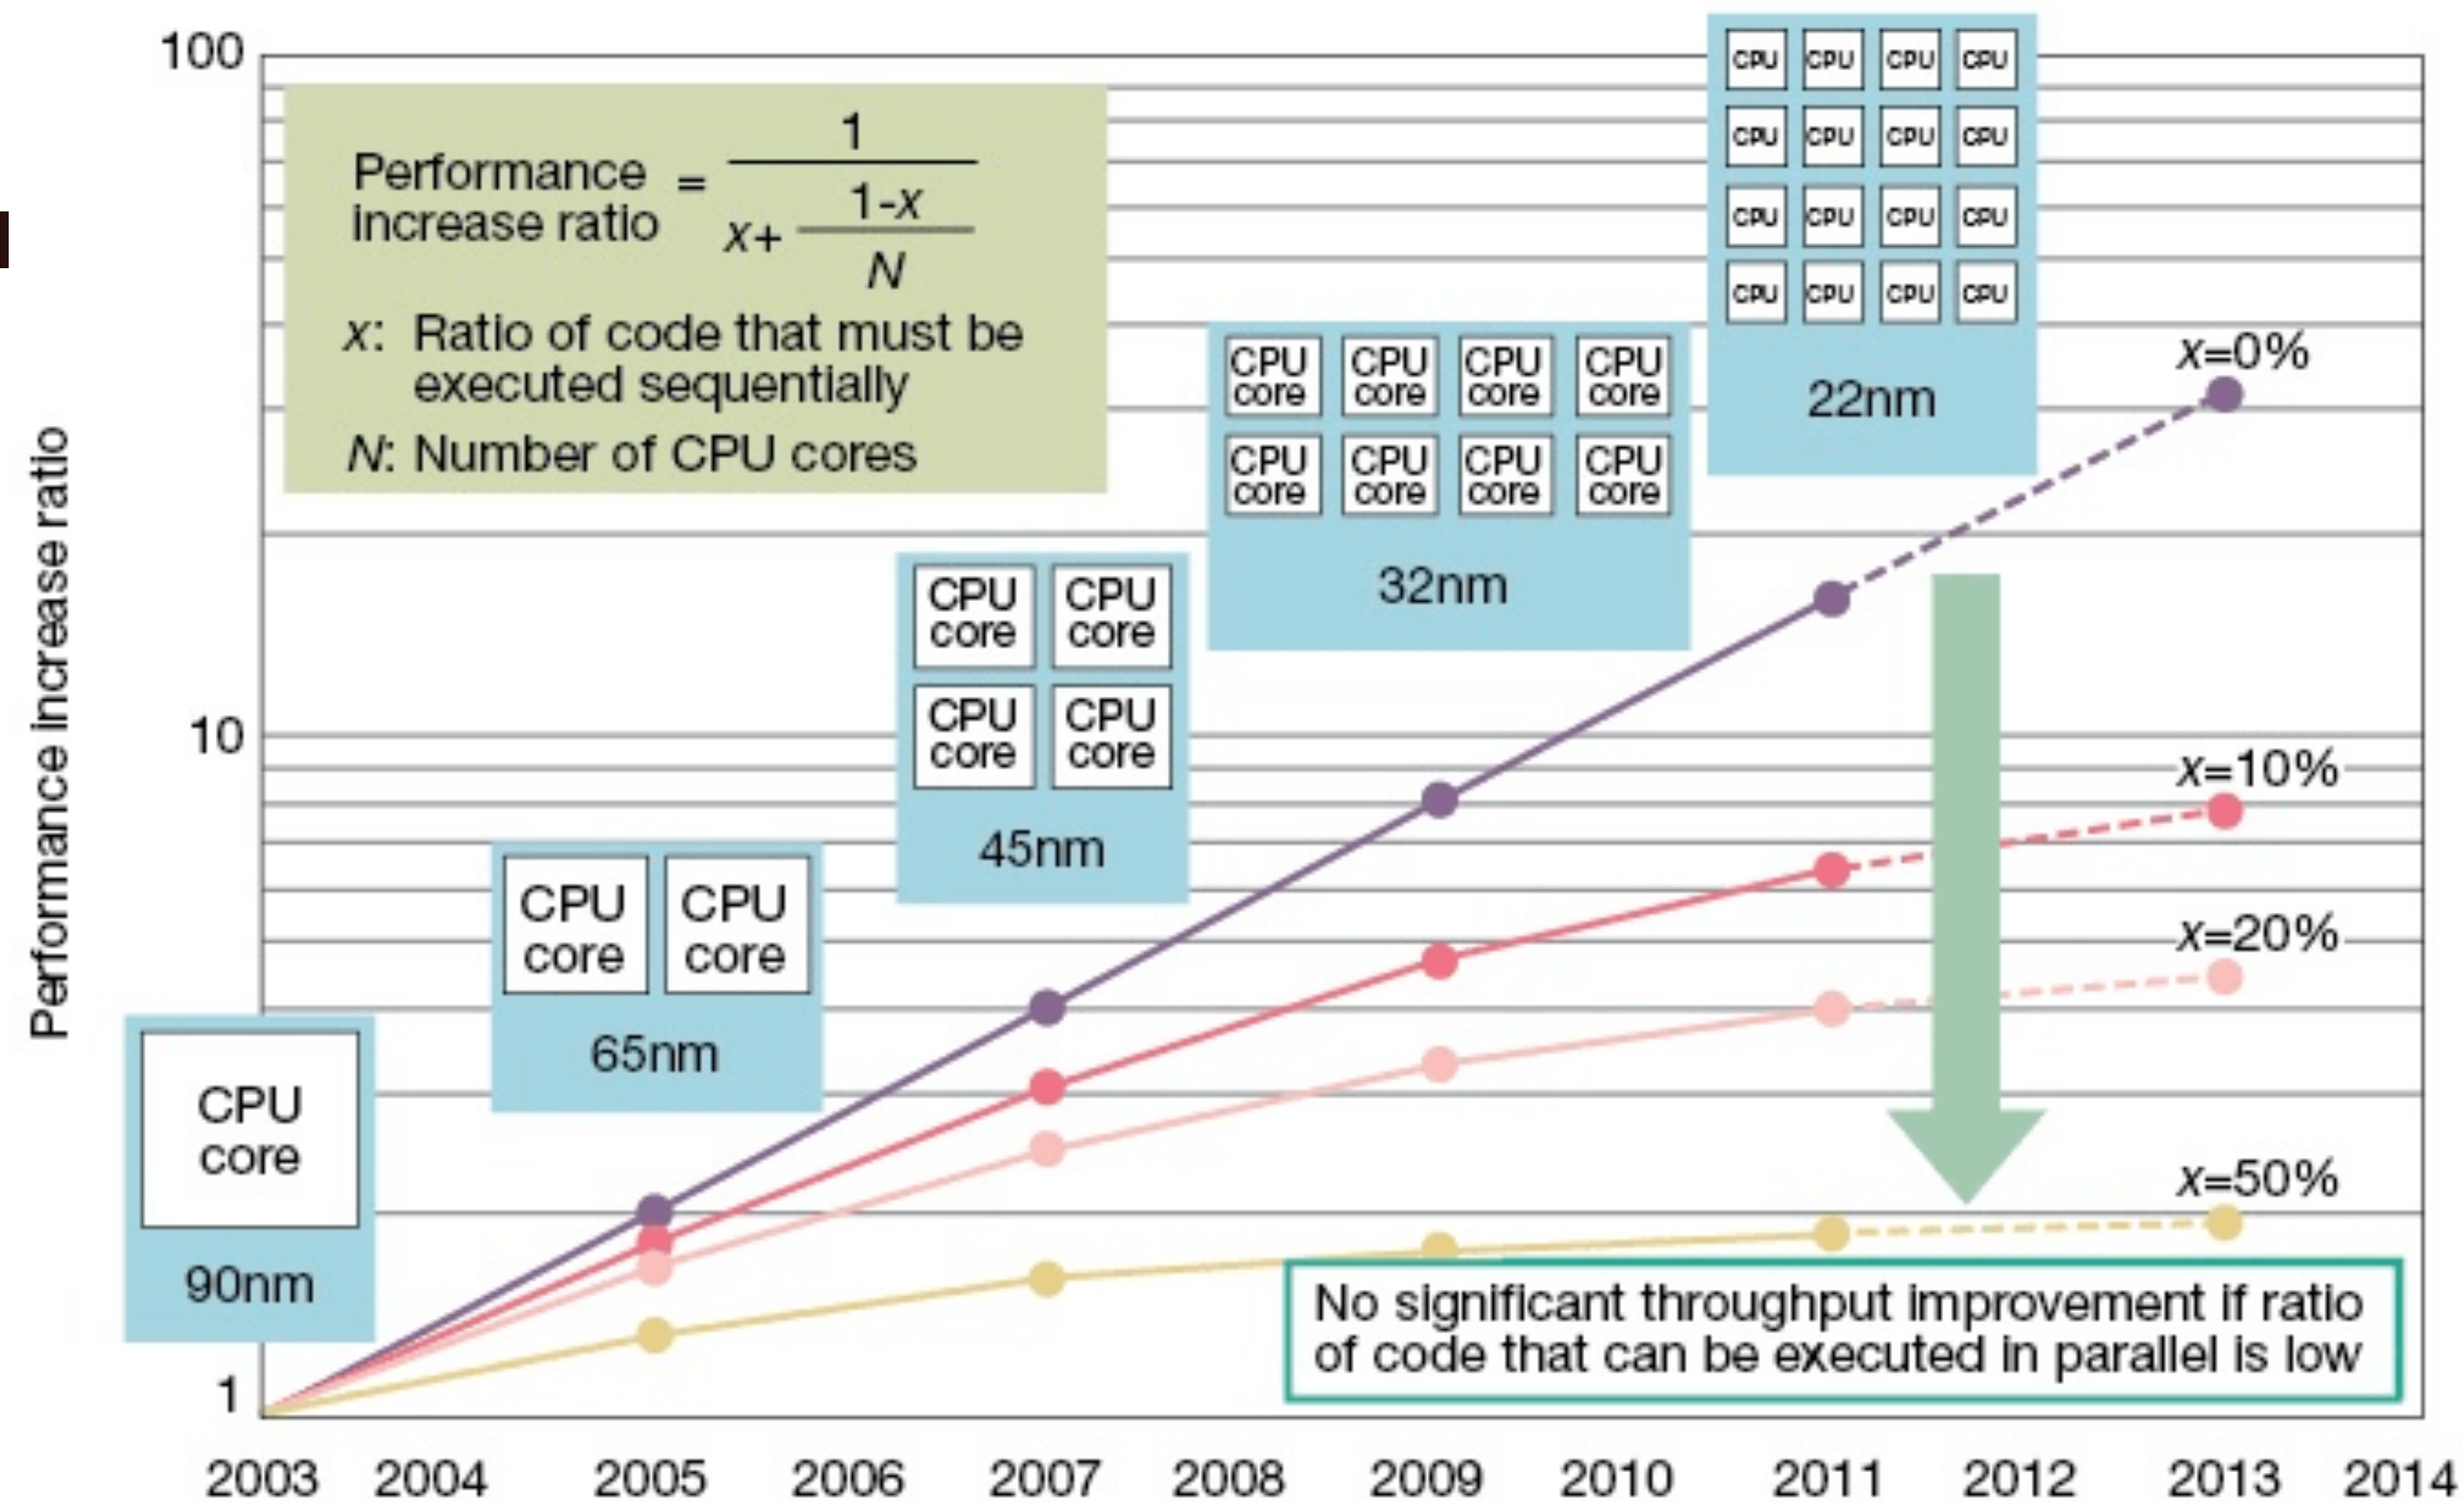 100
10
1
Performance increase ratio
Performance
increase ratio
=
1
x+
1-x
N
x: Ratio of code that must be
executed sequentially
N: Number of CPU cores
CPU
core
90nm
CPU CPU
core core
65nm
CPU CPU
core core
CPU CPU
core core
45nm
CPU CPU CPU CPU
core core core core
CPU CPU CPU CPU
core core core core
32nm
CPU CPU CPU CPU
CPU CPU CPU CPU
CPU CPU CPU CPU
CPU CPU CPU CPU
22nm
x=0%
x=10%
x=20%
x=50%
No significant throughput improvement if ratio
of code that can be executed in parallel is low
2003 2004 2005 2006 2007 2008 2009 2010 2011 2012 2013 2014